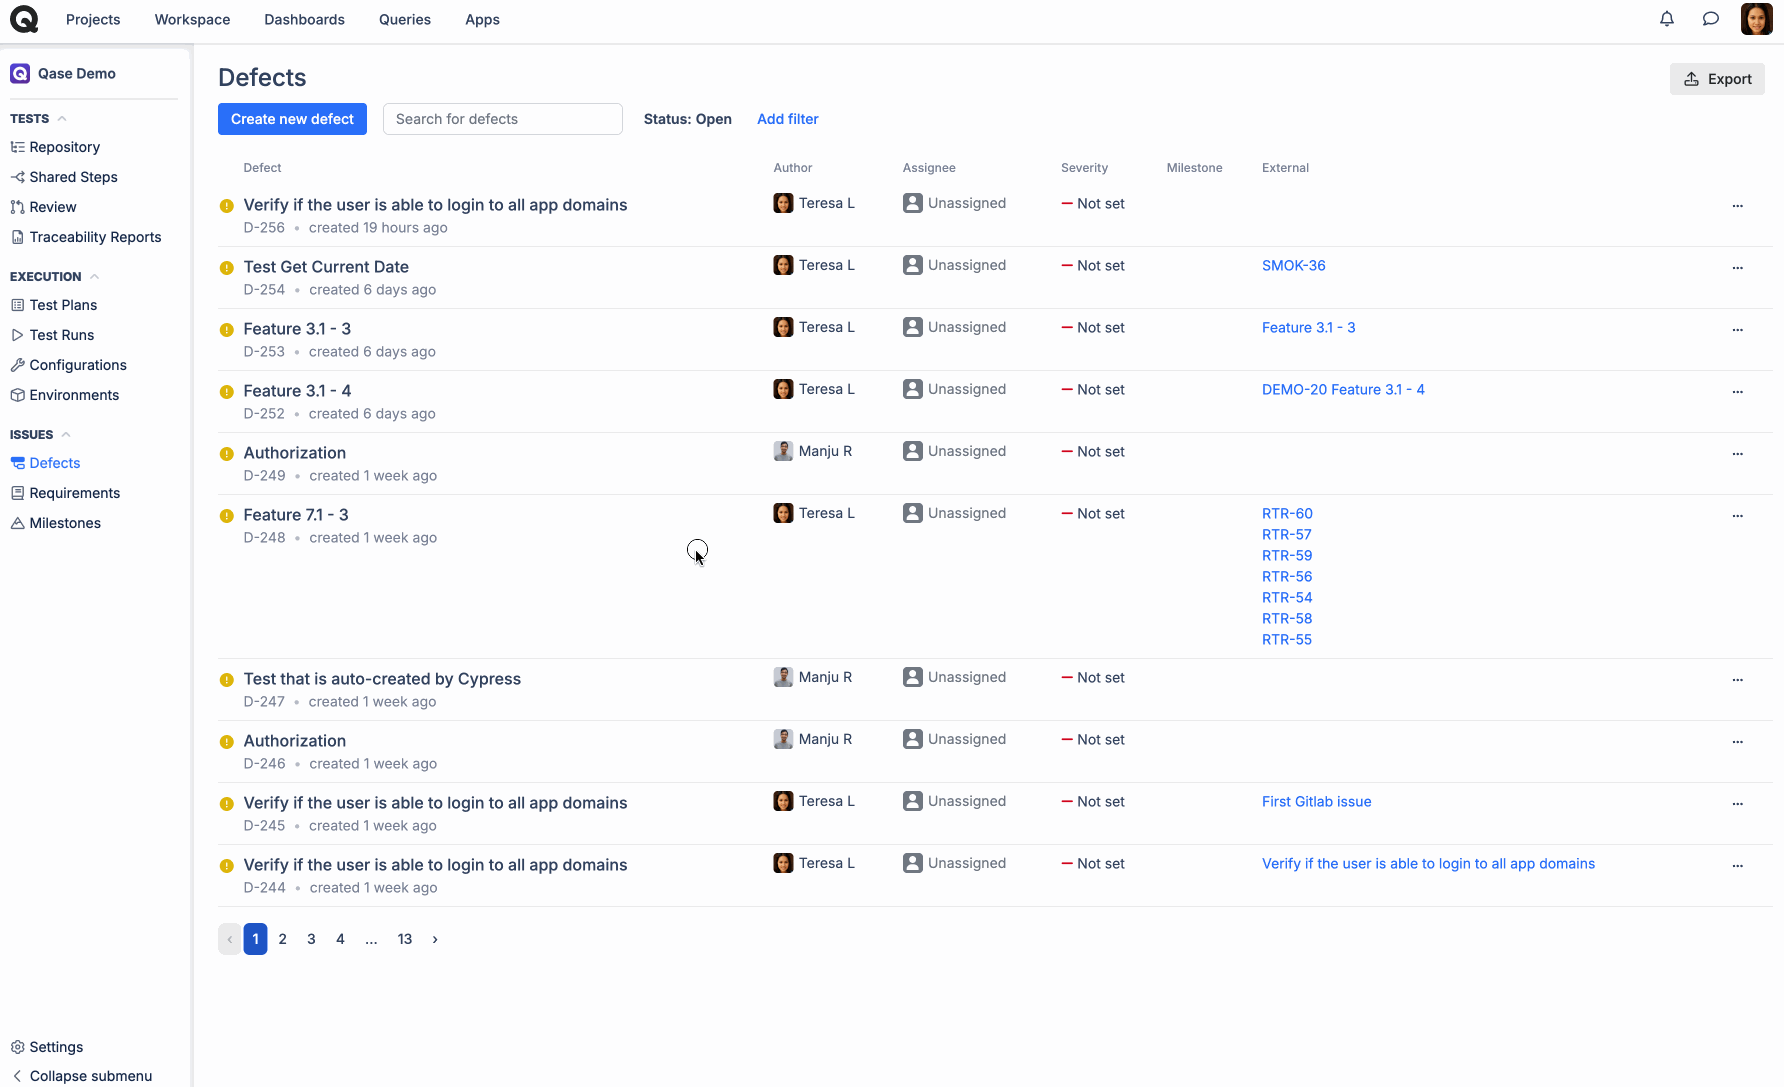 Projects Workspace Dashboards Queries Apps
Qase Demo
TESTS
Repository
Shared Steps
Review
Traceability Reports
EXECUTION
Test Plans
Test Runs
Configurations
Environments
ISSUES
Defects
Requirements
Milestones
Settings
Collapse submenu
Defects
Export
Create new defect Search for defects Status: Open Add filter
Defect Author Assignee Severity Milestone External
Verify if the user is able to login to all app domains Teresa L Unassigned Not set
D-256 • created 19 hours ago
Test Get Current Date Teresa L Unassigned Not set SMOK-36
D-254 • created 6 days ago
Feature 3.1 - 3 Teresa L Unassigned Not set Feature 3.1 - 3
D-253 • created 6 days ago
Feature 3.1 - 4 Teresa L Unassigned Not set DEMO-20 Feature 3.1 - 4
D-252 • created 6 days ago
Authorization Manju R Unassigned Not set
D-249 • created 1 week ago
Feature 7.1 - 3 Teresa L Unassigned Not set RTR-60
D-248 • created 1 week ago RTR-57
RTR-59
RTR-56
RTR-54
RTR-58
RTR-55
Test that is auto-created by Cypress Manju R Unassigned Not set
D-247 • created 1 week ago
Authorization Manju R Unassigned Not set
D-246 • created 1 week ago
Verify if the user is able to login to all app domains Teresa L Unassigned Not set First Gitlab issue
D-245 • created 1 week ago
Verify if the user is able to login to all app domains Teresa L Unassigned Not set Verify if the user is able to login to all app domains
D-244 • created 1 week ago
‹ 1 2 3 4 ... 13 ›